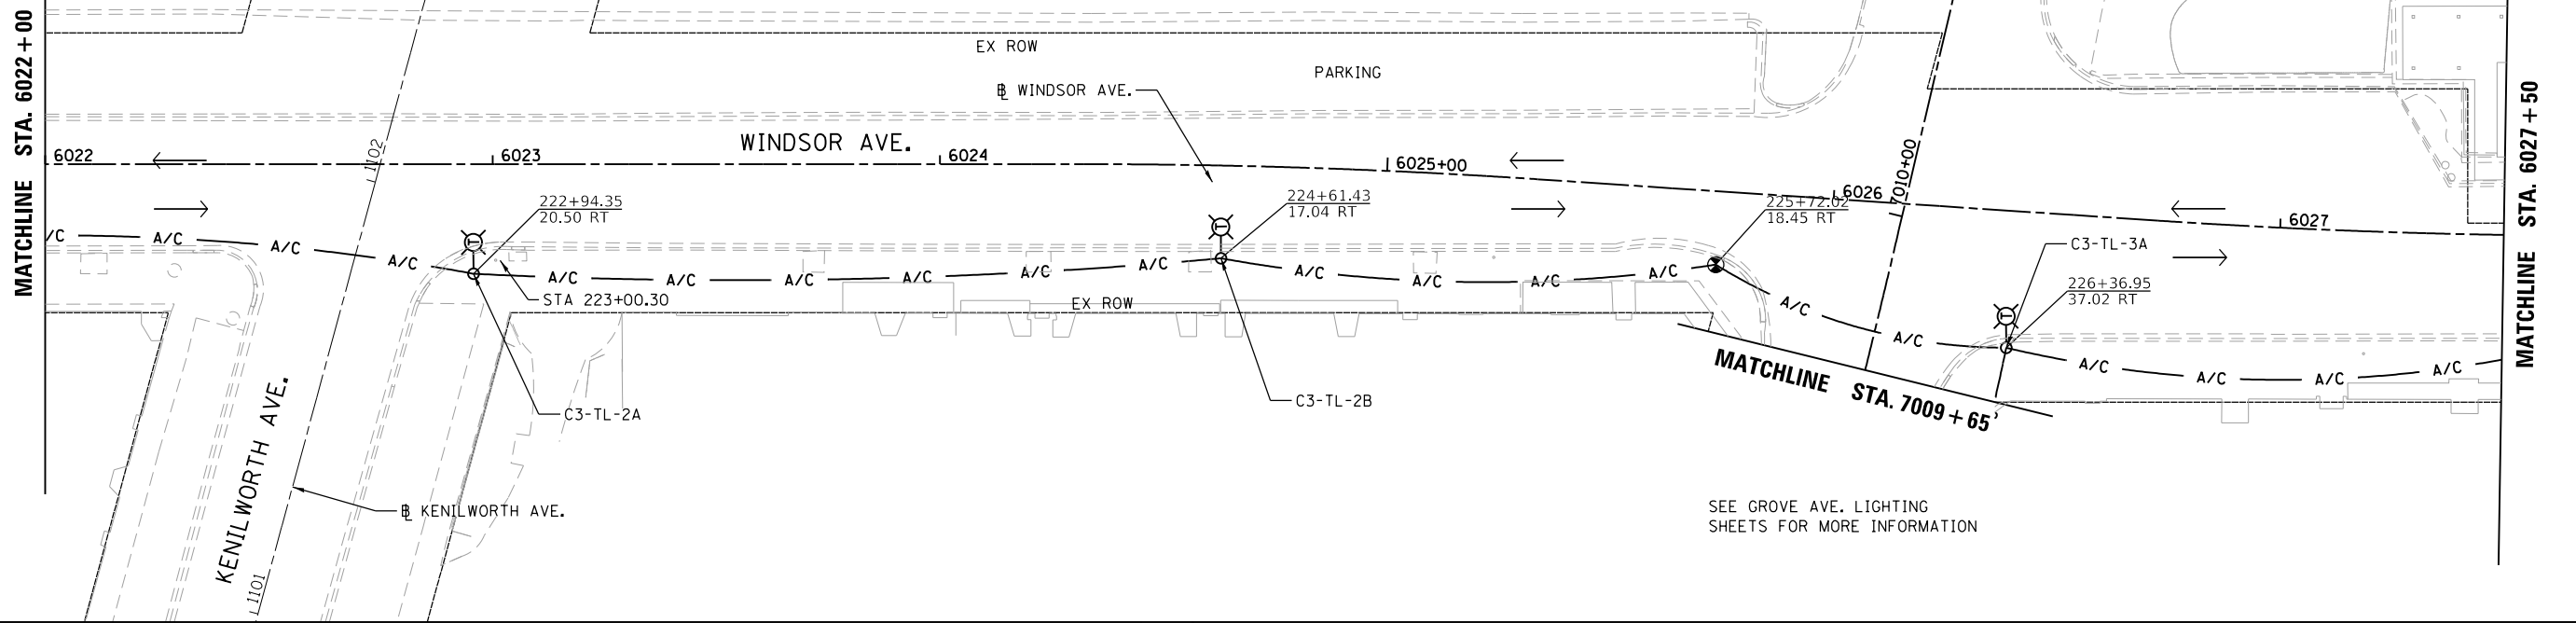 MATCHLINE STA. 6022+00
EX ROW
PARKING
℄ WINDSOR AVE.
WINDSOR AVE.
6022
6023
6024
6025+00
6026
6027
1102
7010+00
222+94.35
20.50 RT
224+61.43
17.04 RT
225+72.02
18.45 RT
C3-TL-3A
226+36.95
37.02 RT
/C A/C A/C A/C A/C A/C A/C A/C A/C A/C A/C A/C A/C A/C A/C A/C A/C A/C A/C A/C
STA 223+00.30
EX ROW
C3-TL-2A
C3-TL-2B
MATCHLINE STA. 7009+65'
KENILWORTH AVE.
℄ KENILWORTH AVE.
1101
SEE GROVE AVE. LIGHTING
SHEETS FOR MORE INFORMATION
MATCHLINE STA. 6027+50